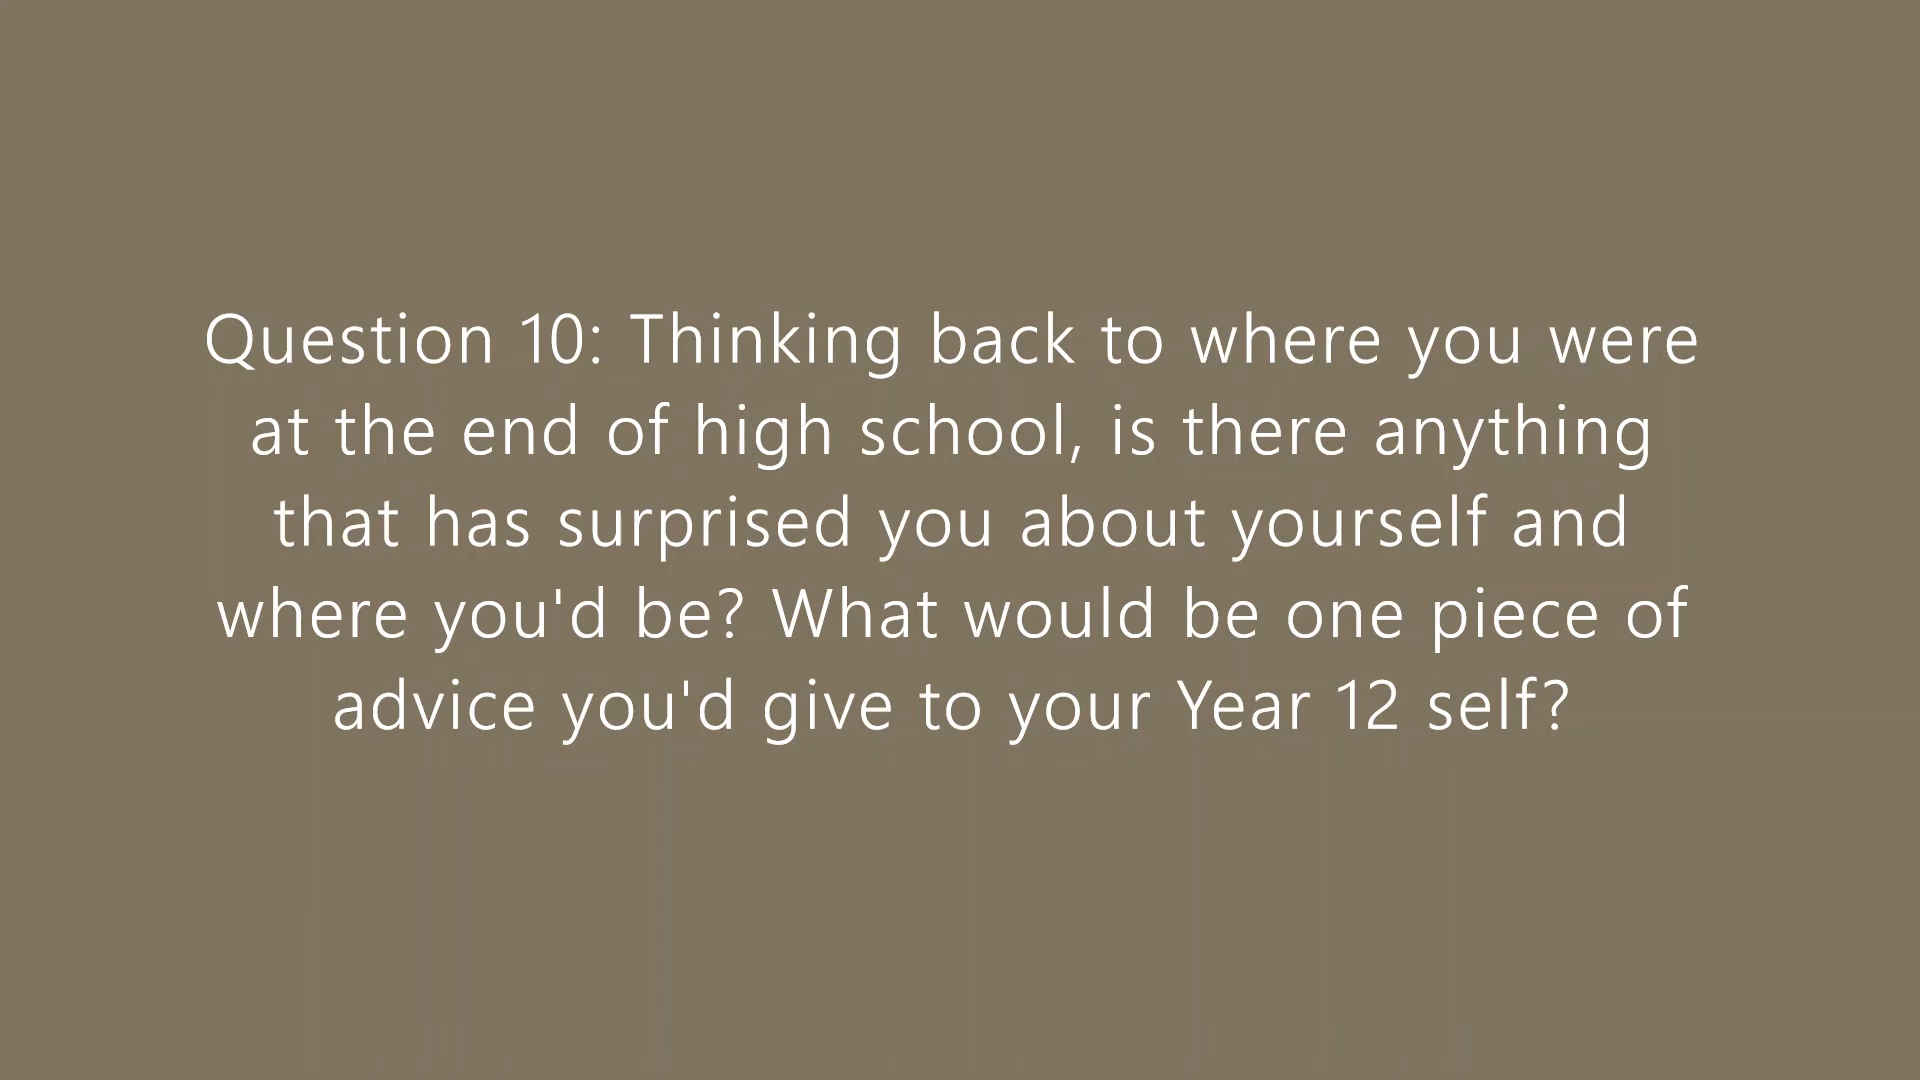 Question 10: Thinking back to where you were
at the end of high school, is there anything
that has surprised you about yourself and
where you'd be? What would be one piece of
advice you'd give to your Year 12 self?